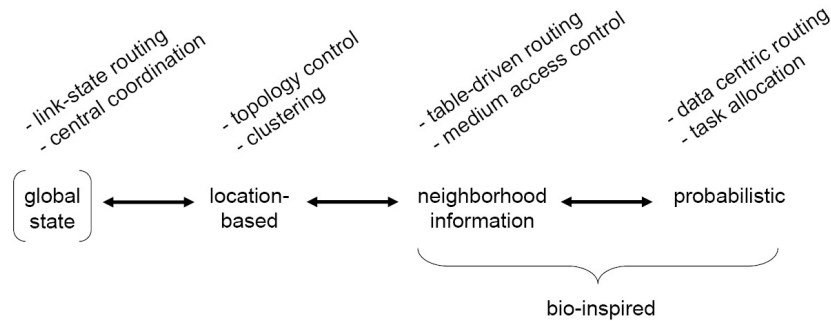 - link-state routing
- central coordination
- topology control
- clustering
- table-driven routing
- medium access control
- data centric routing
- task allocation
global
state
location-
based
neighborhood
information
probabilistic
bio-inspired